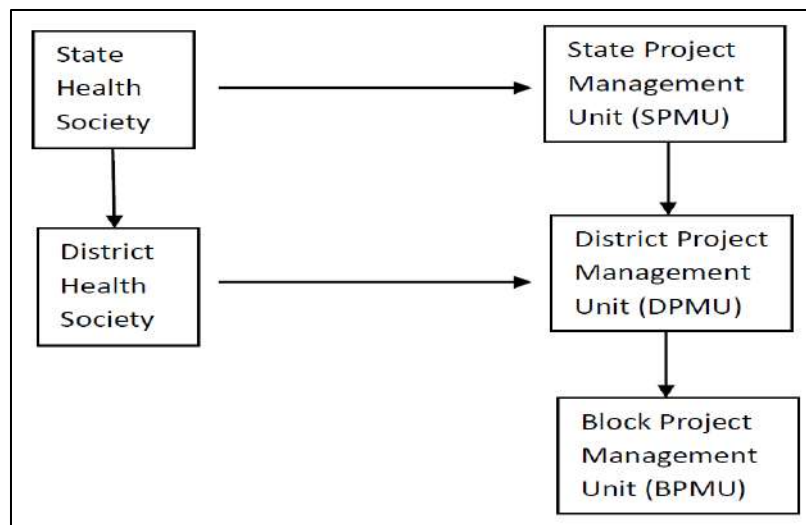 State
Health
Society
State Project
Management
Unit (SPMU)
District
Health
Society
District Project
Management
Unit (DPMU)
Block Project
Management
Unit (BPMU)